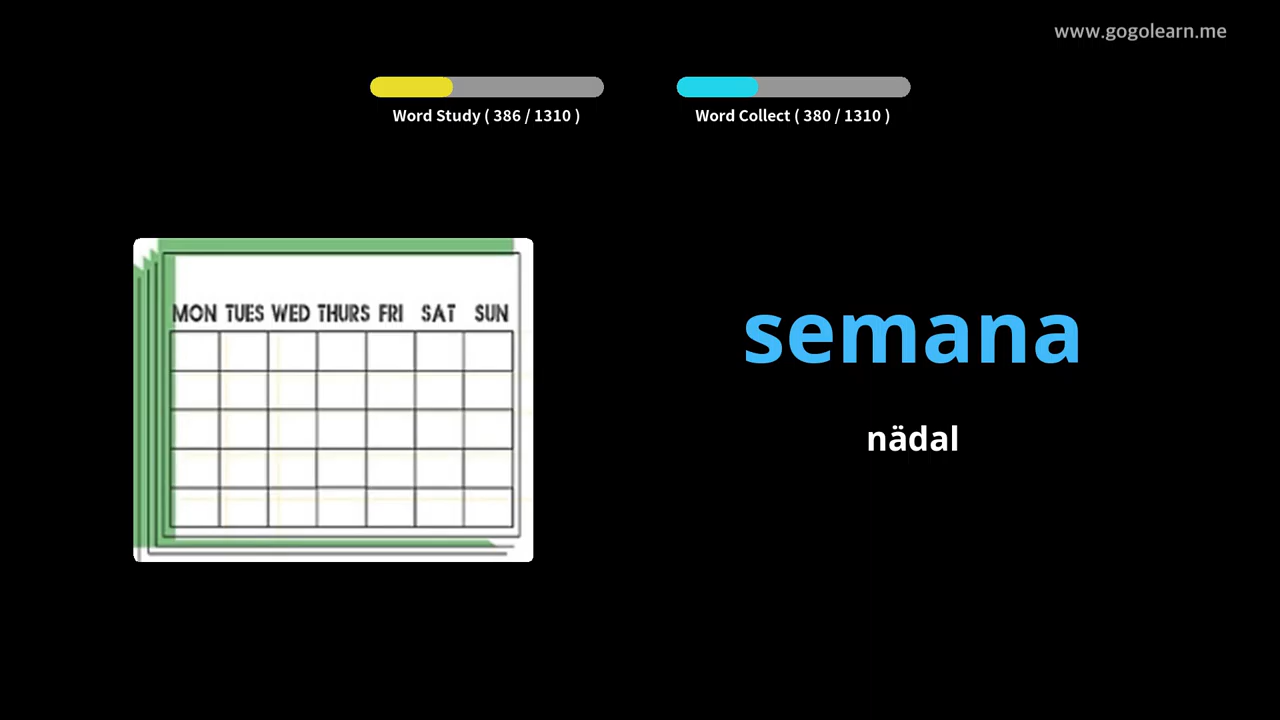 www.gogolearn.me
Word Study ( 386 / 1310 )
Word Collect ( 380 / 1310 )
MON TUES WED THURS FRI SAT SUN
semana
nädal